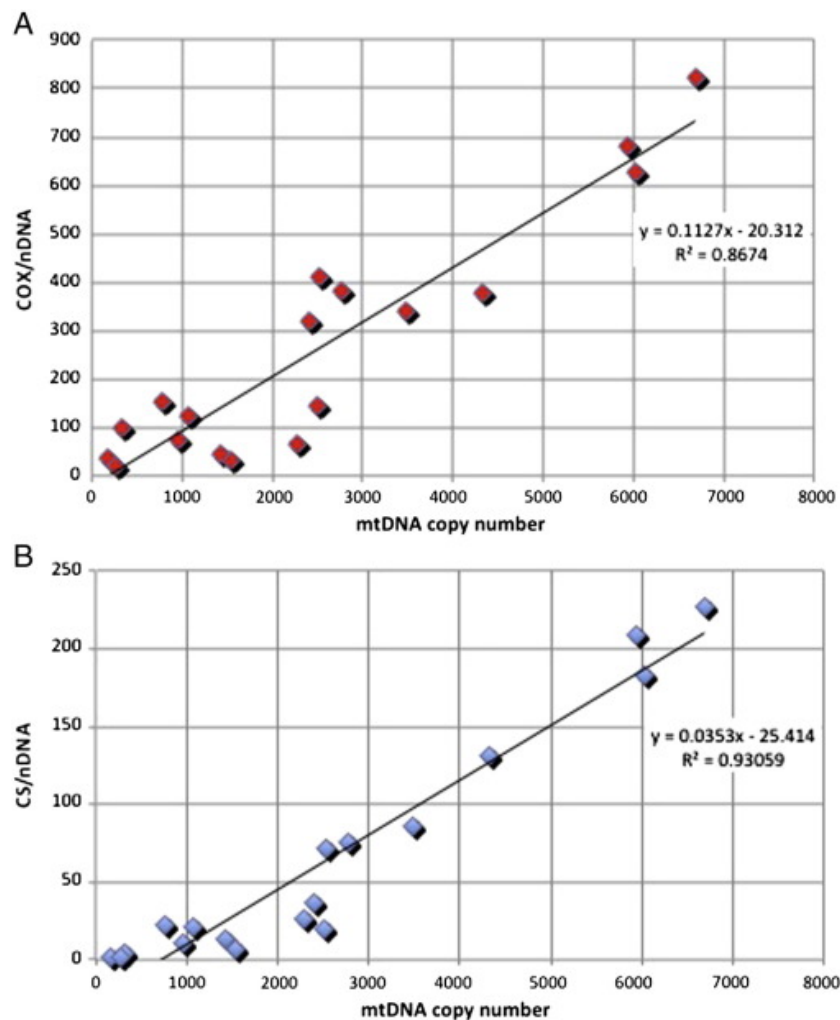 A
900
800
700
600
500
400
300
200
100
0
COX/nDNA
y = 0.1127x - 20.312
R² = 0.8674
0 1000 2000 3000 4000 5000 6000 7000 8000
mtDNA copy number
B
250
200
150
100
50
0
CS/nDNA
y = 0.0353x - 25.414
R² = 0.93059
0 1000 2000 3000 4000 5000 6000 7000 8000
mtDNA copy number